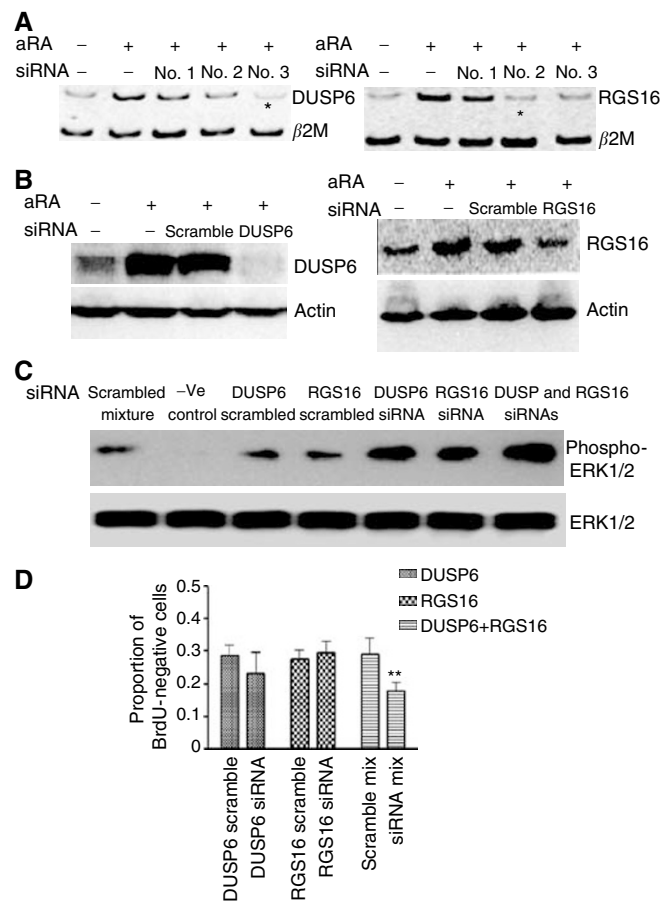 A
aRA – + + + + aRA – + + + +
siRNA – – No. 1 No. 2 No. 3 siRNA – – No. 1 No. 2 No. 3
DUSP6 RGS16
* *
β2M β2M
B
aRA – + + + aRA – + + +
siRNA – – Scramble DUSP6 siRNA – – Scramble RGS16
DUSP6 RGS16
Actin Actin
C
siRNA Scrambled –Ve DUSP6 RGS16 DUSP6 RGS16 DUSP and RGS16
mixture control scrambled scrambled siRNA siRNA siRNAs
Phospho-
ERK1/2
ERK1/2
D
DUSP6
RGS16
DUSP6+RGS16
Proportion of
BrdU-negative cells
0.5
0.4
0.3
0.2
0.1
0
**
DUSP6 scramble
DUSP6 siRNA
RGS16 scramble
RGS16 siRNA
Scramble mix
siRNA mix